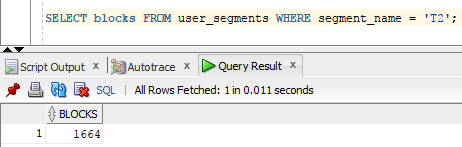 SELECT blocks FROM user_segments WHERE segment_name = 'T2';
Script Output x Autotrace x Query Result x
SQL | All Rows Fetched: 1 in 0.011 seconds
BLOCKS
1 1664